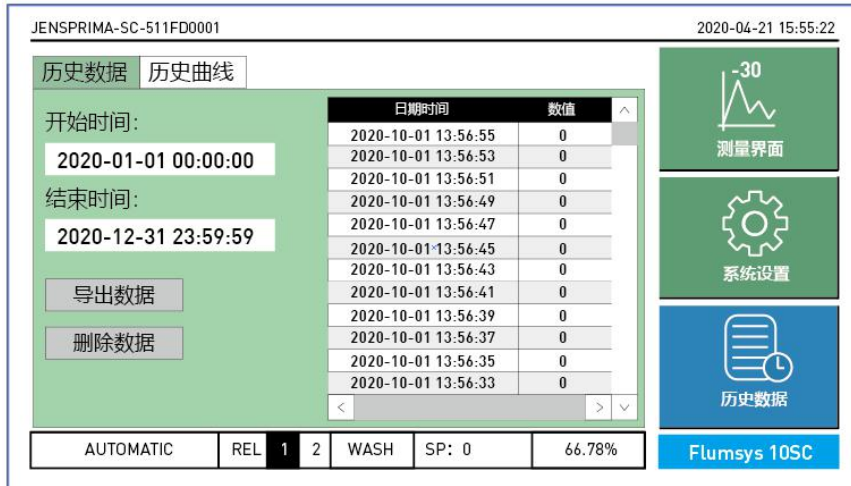 JENSPRIMA-SC-511FD0001 2020-04-21 15:55:22
历史数据 历史曲线
开始时间:
2020-01-01 00:00:00
结束时间:
2020-12-31 23:59:59
导出数据
删除数据
日期时间 数值
2020-10-01 13:56:55 0
2020-10-01 13:56:53 0
2020-10-01 13:56:51 0
2020-10-01 13:56:49 0
2020-10-01 13:56:47 0
2020-10-01 13:56:45 0
2020-10-01 13:56:43 0
2020-10-01 13:56:41 0
2020-10-01 13:56:39 0
2020-10-01 13:56:37 0
2020-10-01 13:56:35 0
2020-10-01 13:56:33 0
-30
测量界面
系统设置
历史数据
AUTOMATIC REL 1 2 WASH SP: 0 66.78%
Flumsys 10SC